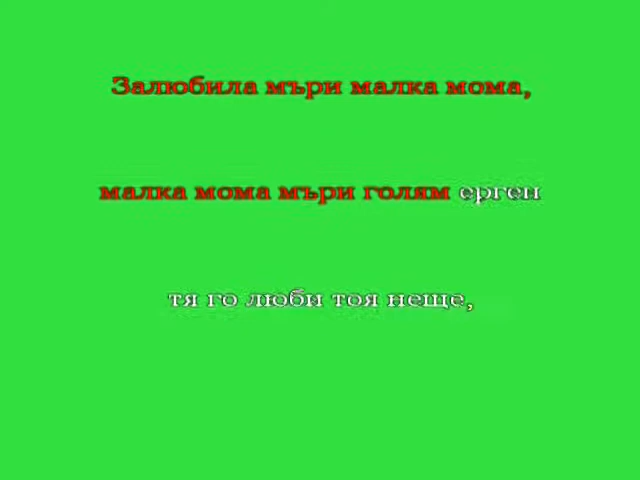 Залюбила мъри малка мома,
малка мома мъри голям ерген
тя го люби тоя неще,